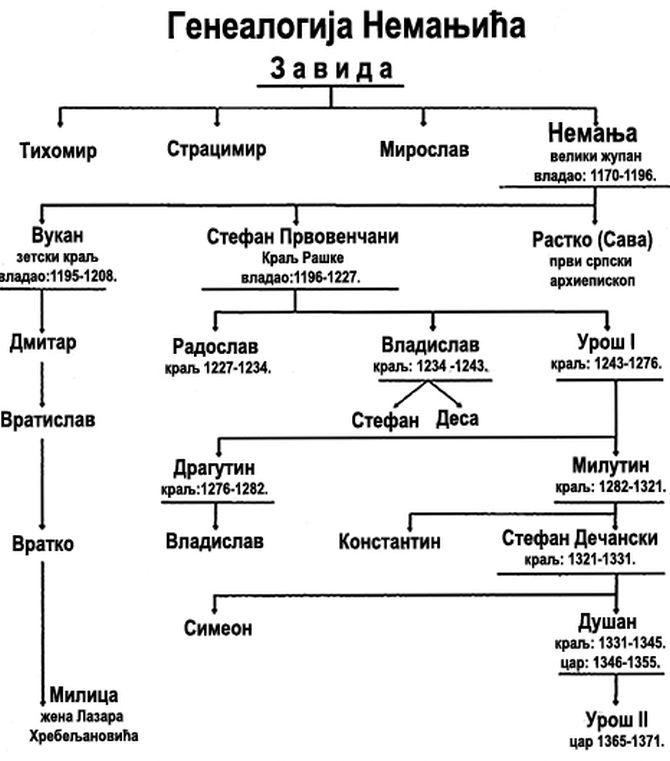 Генеалогија Немањића
Завида
Тихомир
Страцимир
Мирослав
Немања
велики жупан
владао: 1170-1196.
Вукан
зетски краљ
владао:1195-1208.
Стефан Првовенчани
Краљ Рашке
владао:1196-1227.
Растко (Сава)
први српски
архиепископ
Дмитар
Радослав
краљ 1227-1234.
Владислав
краљ: 1234 -1243.
Урош I
краљ: 1243-1276.
Вратислав
Стефан
Деса
Драгутин
краљ:1276-1282.
Милутин
краљ: 1282-1321.
Вратко
Владислав
Константин
Стефан Дечански
краљ: 1321-1331.
Симеон
Душан
краљ: 1331-1345.
цар: 1346-1355.
Милица
жена Лазара
Хребељановића
Урош II
цар 1365-1371.